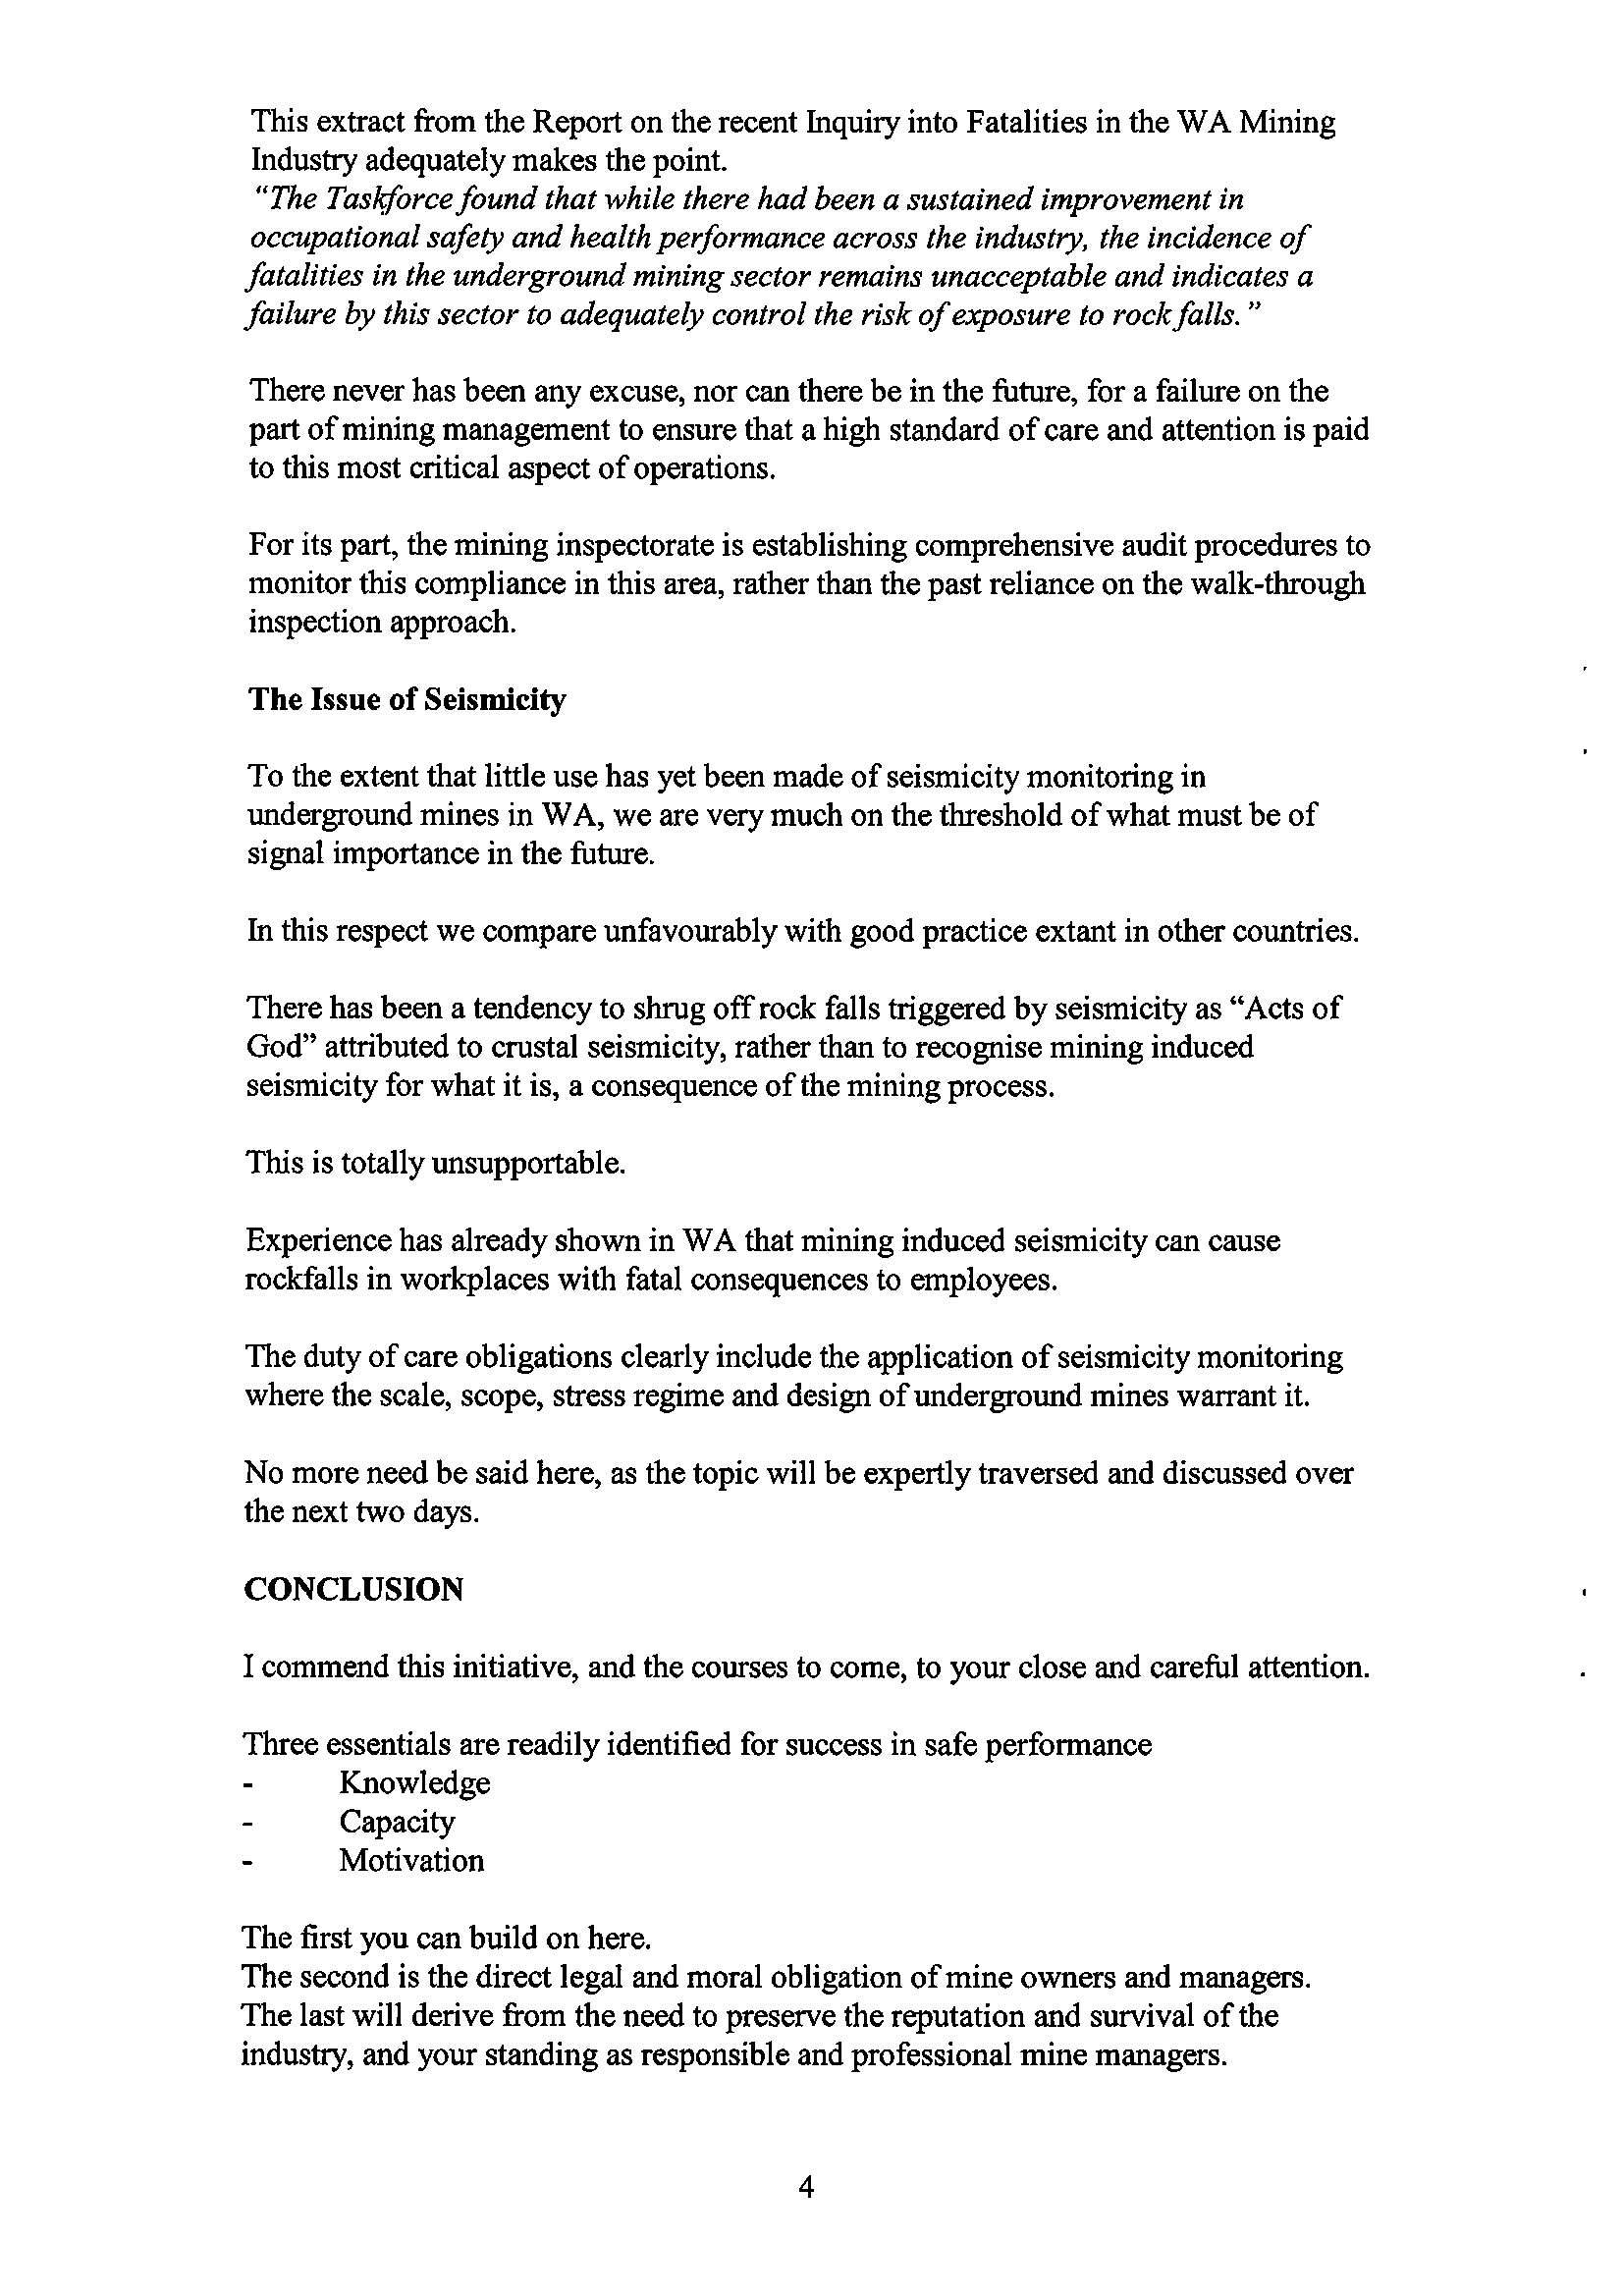 This extract from the Report on the recent Inquiry into Fatalities in the WA Mining
Industry adequately makes the point.
“The Taskforce found that while there had been a sustained improvement in
occupational safety and health performance across the industry, the incidence of
fatalities in the underground mining sector remains unacceptable and indicates a
failure by this sector to adequately control the risk of exposure to rock falls.”
There never has been any excuse, nor can there be in the future, for a failure on the
part of mining management to ensure that a high standard of care and attention is paid
to this most critical aspect of operations.
For its part, the mining inspectorate is establishing comprehensive audit procedures to
monitor this compliance in this area, rather than the past reliance on the walk-through
inspection approach.
The Issue of Seismicity
To the extent that little use has yet been made of seismicity monitoring in
underground mines in WA, we are very much on the threshold of what must be of
signal importance in the future.
In this respect we compare unfavourably with good practice extant in other countries.
There has been a tendency to shrug off rock falls triggered by seismicity as “Acts of
God” attributed to crustal seismicity, rather than to recognise mining induced
seismicity for what it is, a consequence of the mining process.
This is totally unsupportable.
Experience has already shown in WA that mining induced seismicity can cause
rockfalls in workplaces with fatal consequences to employees.
The duty of care obligations clearly include the application of seismicity monitoring
where the scale, scope, stress regime and design of underground mines warrant it.
No more need be said here, as the topic will be expertly traversed and discussed over
the next two days.
CONCLUSION
I commend this initiative, and the courses to come, to your close and careful attention.
Three essentials are readily identified for success in safe performance
- Knowledge
- Capacity
- Motivation
The first you can build on here.
The second is the direct legal and moral obligation of mine owners and managers.
The last will derive from the need to preserve the reputation and survival of the
industry, and your standing as responsible and professional mine managers.
4